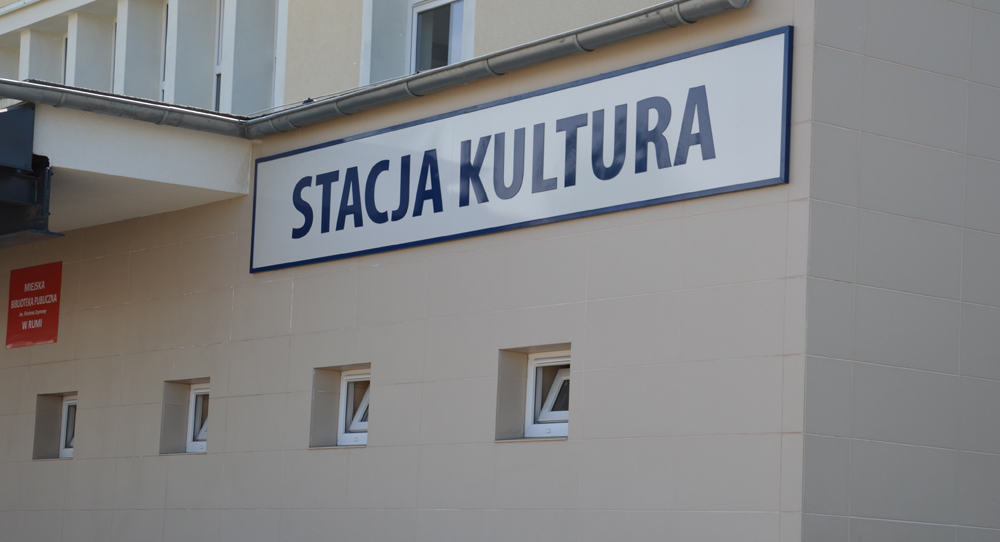 STACJA KULTURA
MIEJSKA
BIBLIOTEKA PUBLICZNA
W RUMI